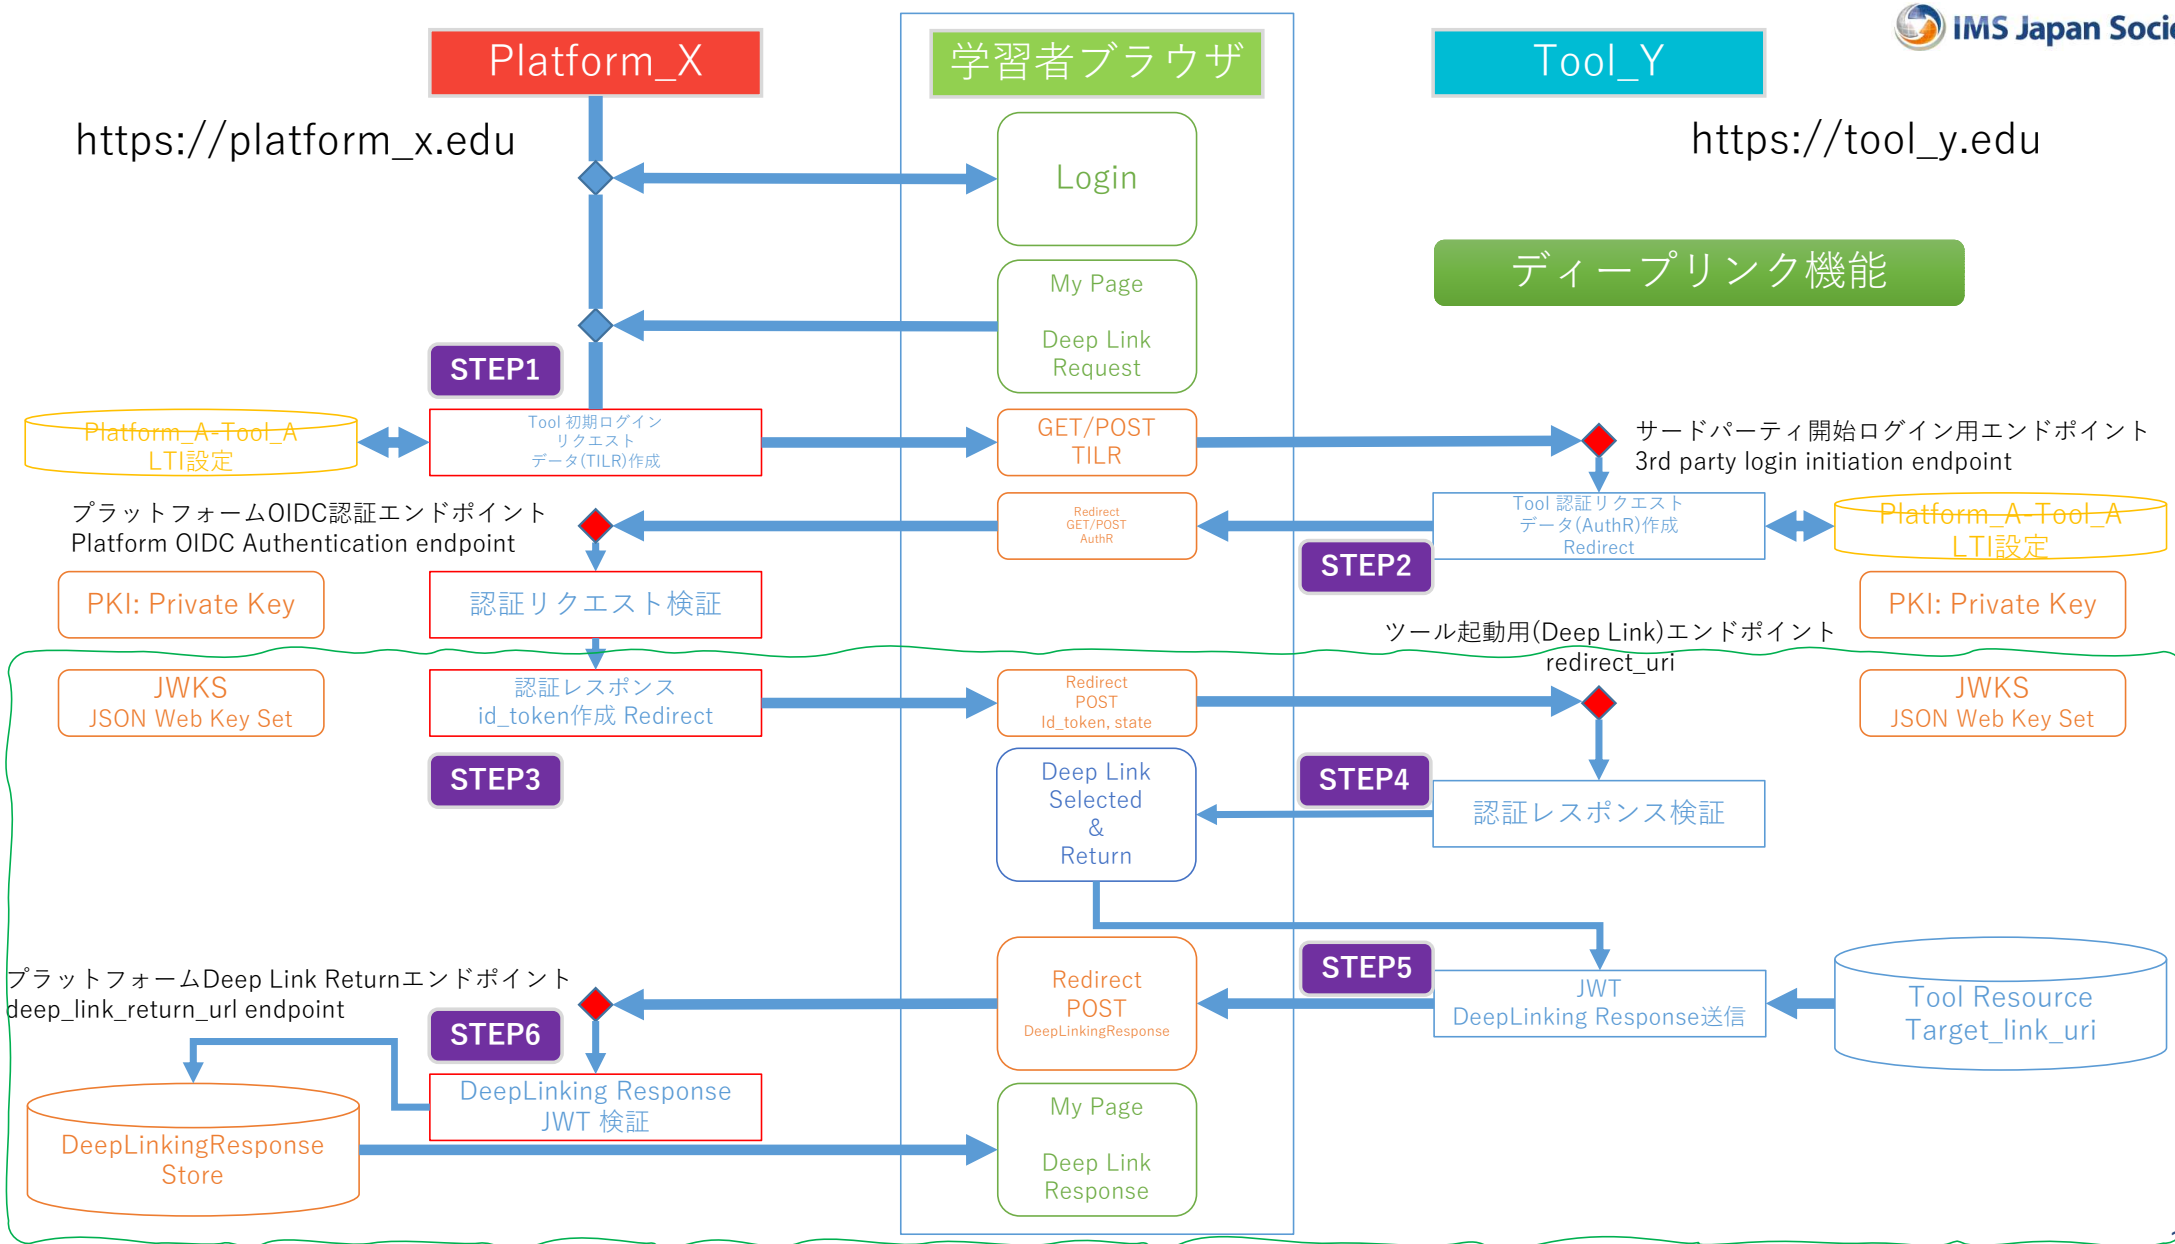 IMS Japan Socie
Platform_X
学習者ブラウザ
Tool_Y
https://platform_x.edu
https://tool_y.edu
Login
ディープリンク機能
My Page
Deep Link
Request
STEP1
Platform_A-Tool_A
LTI設定
Tool 初期ログイン
リクエスト
データ(TILR)作成
GET/POST
TILR
サードパーティ開始ログイン用エンドポイント
3rd party login initiation endpoint
プラットフォームOIDC認証エンドポイント
Platform OIDC Authentication endpoint
Redirect
GET/POST
AuthR
Tool 認証リクエスト
データ(AuthR)作成
Redirect
Platform_A-Tool_A
LTI設定
STEP2
PKI: Private Key
認証リクエスト検証
PKI: Private Key
ツール起動用(Deep Link)エンドポイント
redirect_uri
JWKS
JSON Web Key Set
認証レスポンス
id_token作成 Redirect
Redirect
POST
Id_token, state
JWKS
JSON Web Key Set
STEP3
Deep Link
Selected
&
Return
STEP4
認証レスポンス検証
プラットフォームDeep Link Returnエンドポイント
deep_link_return_url endpoint
Redirect
POST
DeepLinkingResponse
STEP5
JWT
DeepLinking Response送信
Tool Resource
Target_link_uri
STEP6
DeepLinking Response
JWT 検証
DeepLinkingResponse
Store
My Page
Deep Link
Response